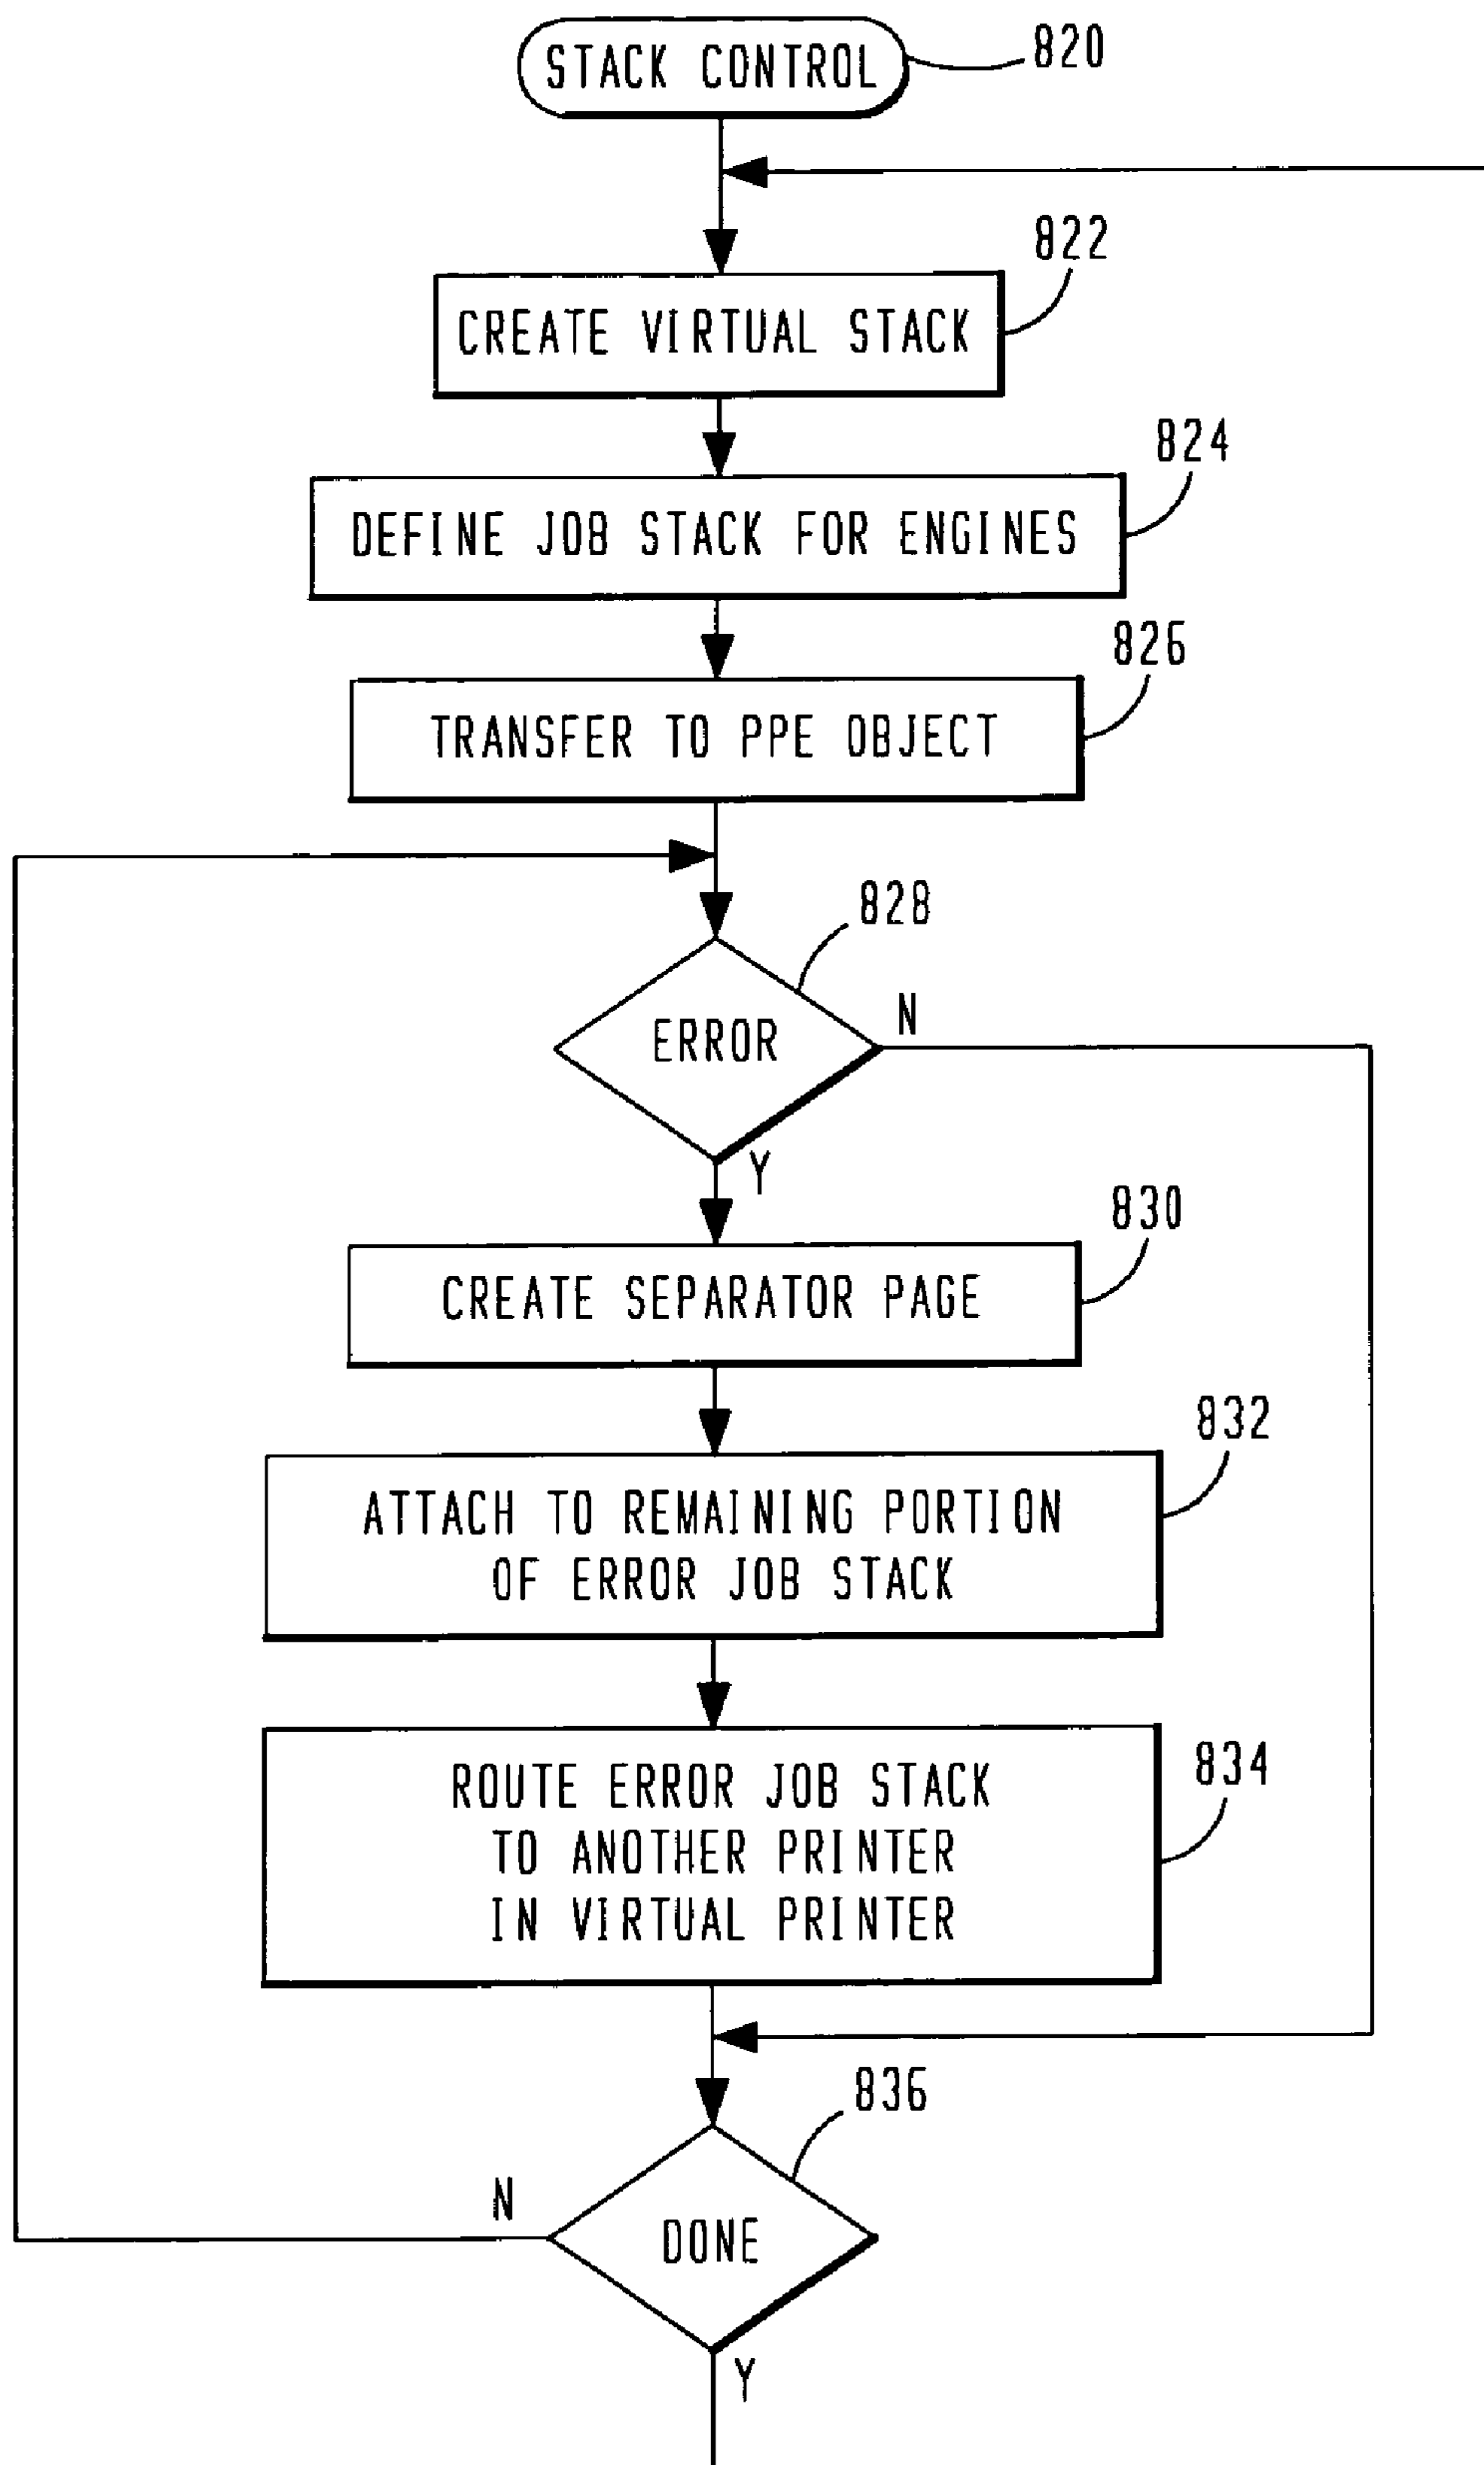 STACK CONTROL
820
822
CREATE VIRTUAL STACK
824
DEFINE JOB STACK FOR ENGINES
826
TRANSFER TO PPE OBJECT
828
ERROR
N
Y
830
CREATE SEPARATOR PAGE
832
ATTACH TO REMAINING PORTION
OF ERROR JOB STACK
834
ROUTE ERROR JOB STACK
TO ANOTHER PRINTER
IN VIRTUAL PRINTER
836
N
DONE
Y